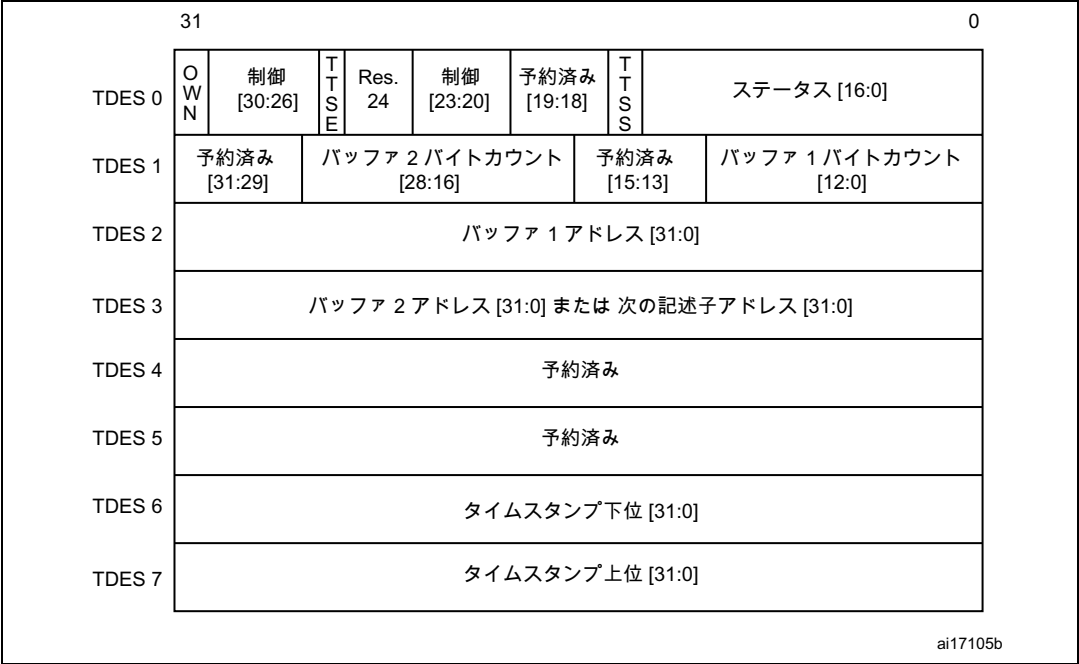 31 0
TDES 0 OWN 制御 [30:26] TTSE Res. 24 制御 [23:20] 予約済み [19:18] TTSS ステータス [16:0]
TDES 1 予約済み [31:29] バッファ 2 バイトカウント [28:16] 予約済み [15:13] バッファ 1 バイトカウント [12:0]
TDES 2 バッファ 1 アドレス [31:0]
TDES 3 バッファ 2 アドレス [31:0] または 次の記述子アドレス [31:0]
TDES 4 予約済み
TDES 5 予約済み
TDES 6 タイムスタンプ下位 [31:0]
TDES 7 タイムスタンプ上位 [31:0]
ai17105b